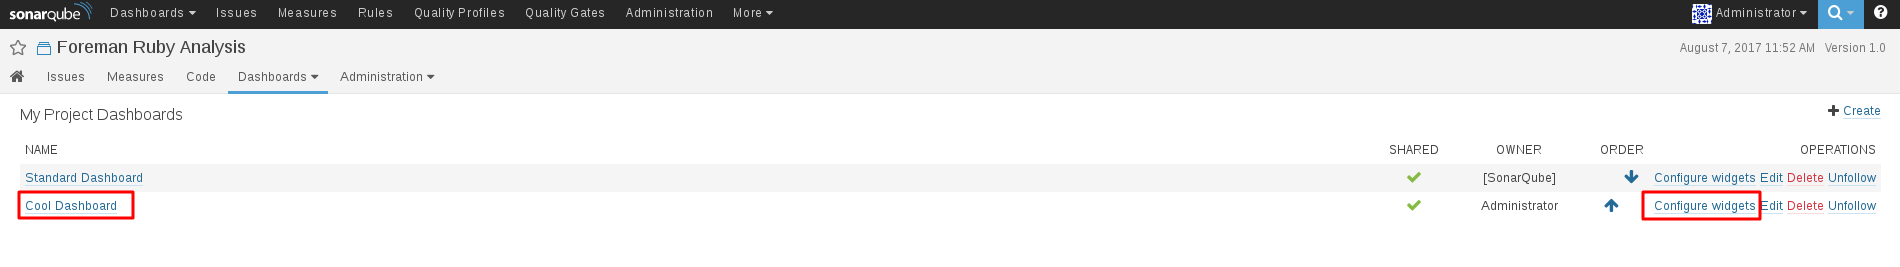 sonarqube Dashboards Issues Measures Rules Quality Profiles Quality Gates Administration More Administrator
Foreman Ruby Analysis August 7, 2017 11:52 AM Version 1.0
Issues Measures Code Dashboards Administration
My Project Dashboards Create
NAME SHARED OWNER ORDER OPERATIONS
Standard Dashboard [SonarQube] Configure widgets Edit Delete Unfollow
Cool Dashboard Administrator Configure widgets Edit Delete Unfollow